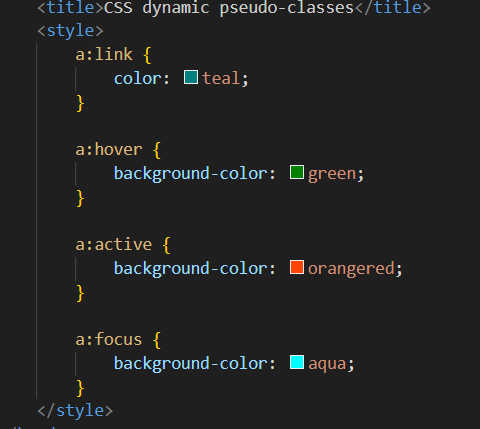 <title>CSS dynamic pseudo-classes</title>
<style>
a:link {
color: teal;
}
a:hover {
background-color: green;
}
a:active {
background-color: orangered;
}
a:focus {
background-color: aqua;
}
</style>